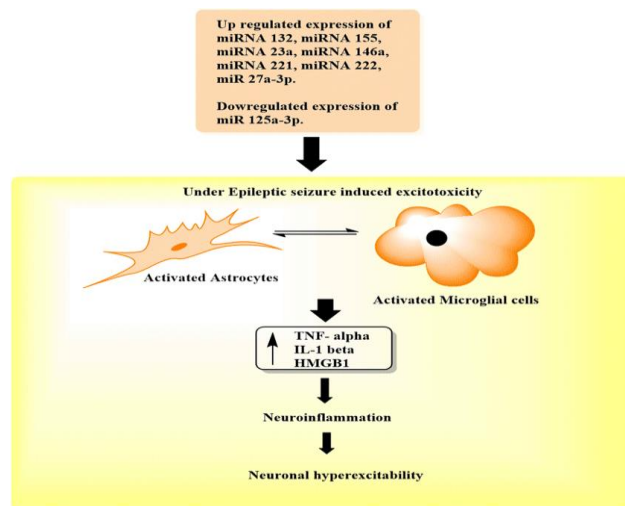 Up regulated expression of
miRNA 132, miRNA 155,
miRNA 23a, miRNA 146a,
miRNA 221, miRNA 222,
miR 27a-3p.
Dowregulated expression of
miR 125a-3p.
Under Epileptic seizure induced excitotoxicity
Activated Astrocytes
Activated Microglial cells
TNF- alpha
IL-1 beta
HMGB1
Neuroinflammation
Neuronal hyperexcitability